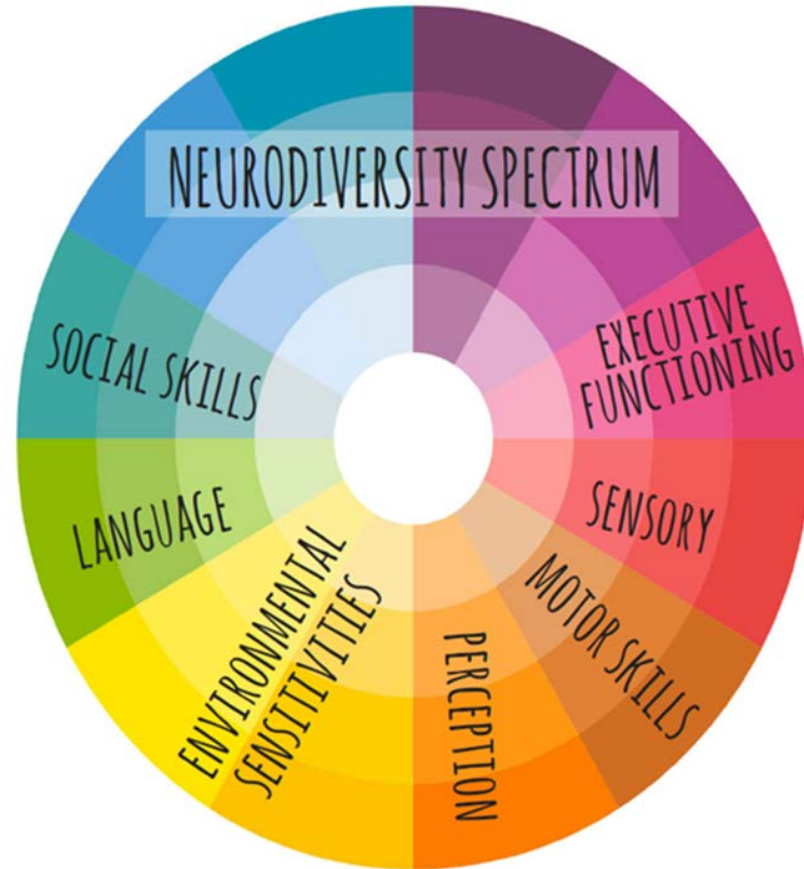 NEURODIVERSITY SPECTRUM
EXECUTIVE
FUNCTIONING
SOCIAL SKILLS
SENSORY
LANGUAGE
MOTOR SKILLS
ENVIRONMENTAL
SENSITIVITIES
PERCEPTION